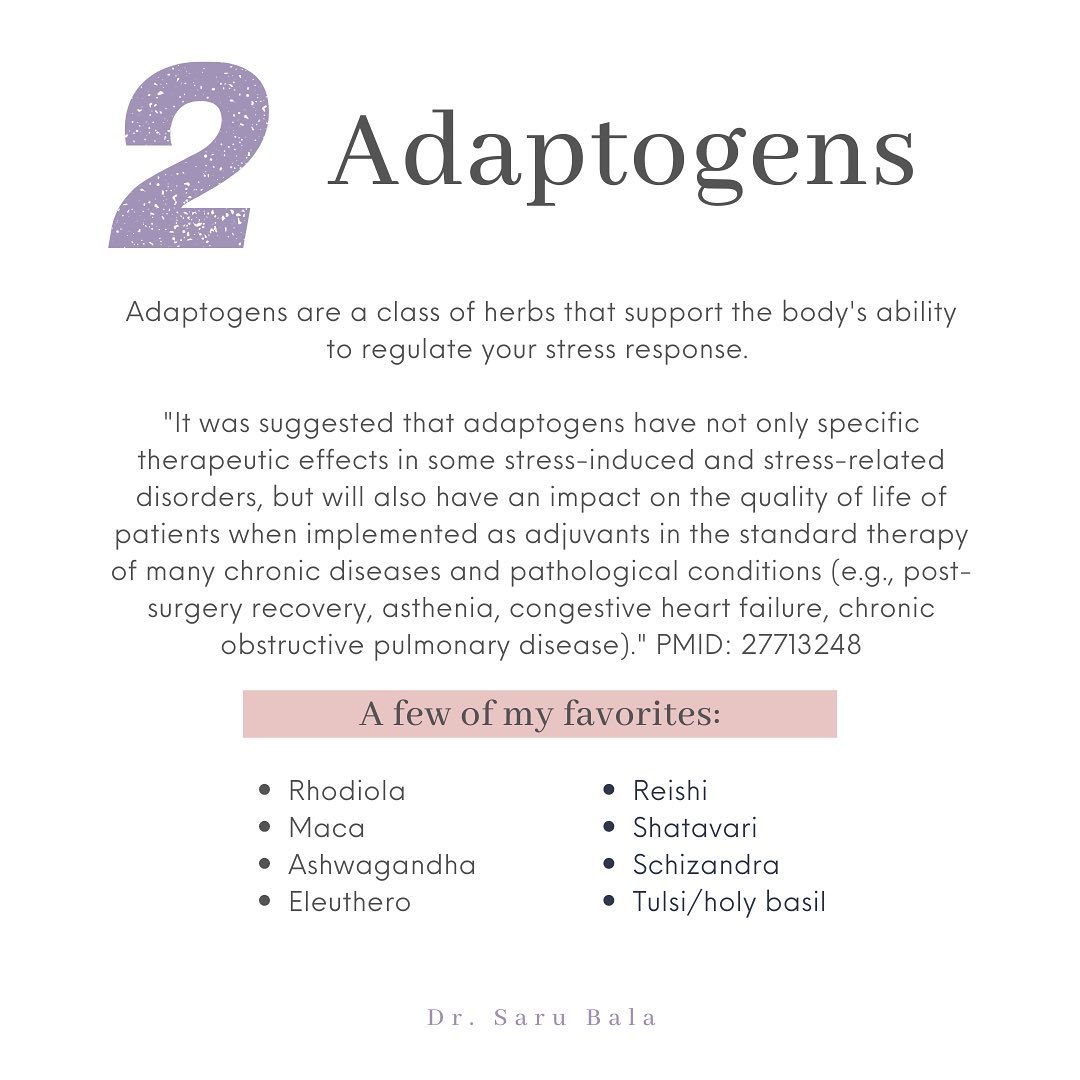 2 Adaptogens
Adaptogens are a class of herbs that support the body's ability
to regulate your stress response.
"It was suggested that adaptogens have not only specific
therapeutic effects in some stress-induced and stress-related
disorders, but will also have an impact on the quality of life of
patients when implemented as adjuvants in the standard therapy
of many chronic diseases and pathological conditions (e.g., post-
surgery recovery, asthenia, congestive heart failure, chronic
obstructive pulmonary disease)." PMID: 27713248
A few of my favorites:
• Rhodiola
• Maca
• Ashwagandha
• Eleuthero
• Reishi
• Shatavari
• Schizandra
• Tulsi/holy basil
Dr. Saru Bala